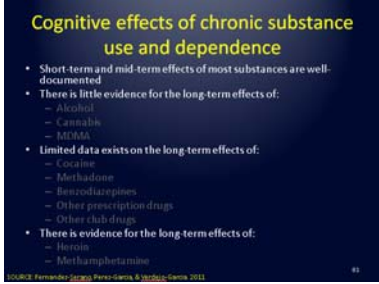 Cognitive effects of chronic substance
use and dependence
• Short-term and mid-term effects of most substances are well-
documented
• There is little evidence for the long-term effects of:
– Alcohol
– Cannabis
– MDMA
• Limited data exists on the long-term effects of:
– Cocaine
– Methadone
– Benzodiazepines
– Other prescription drugs
– Other club drugs
• There is evidence for the long-term effects of:
– Heroin
– Methamphetamine
81
SOURCE Fernandez-Serano, Perez-Garcia, & Verdejo-Garcia 2011